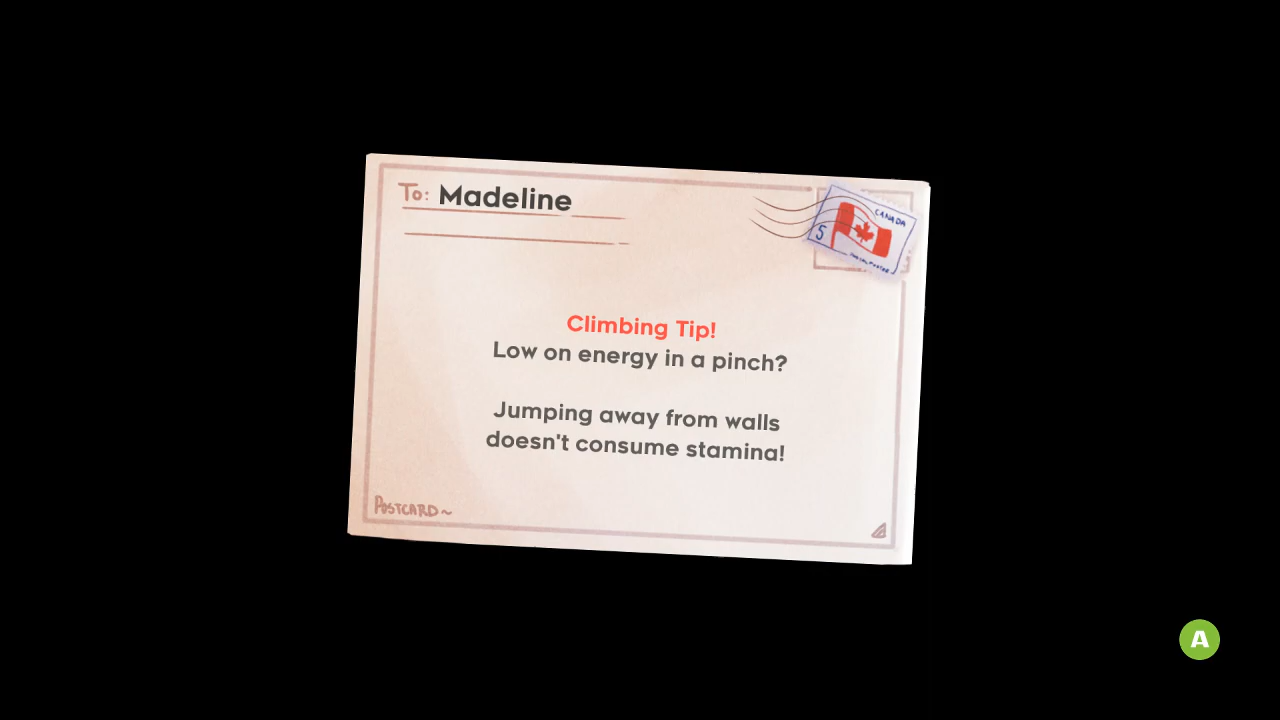 To: Madeline
CANADA
5
Climbing Tip!
Low on energy in a pinch?
Jumping away from walls
doesn't consume stamina!
POSTCARD~
A